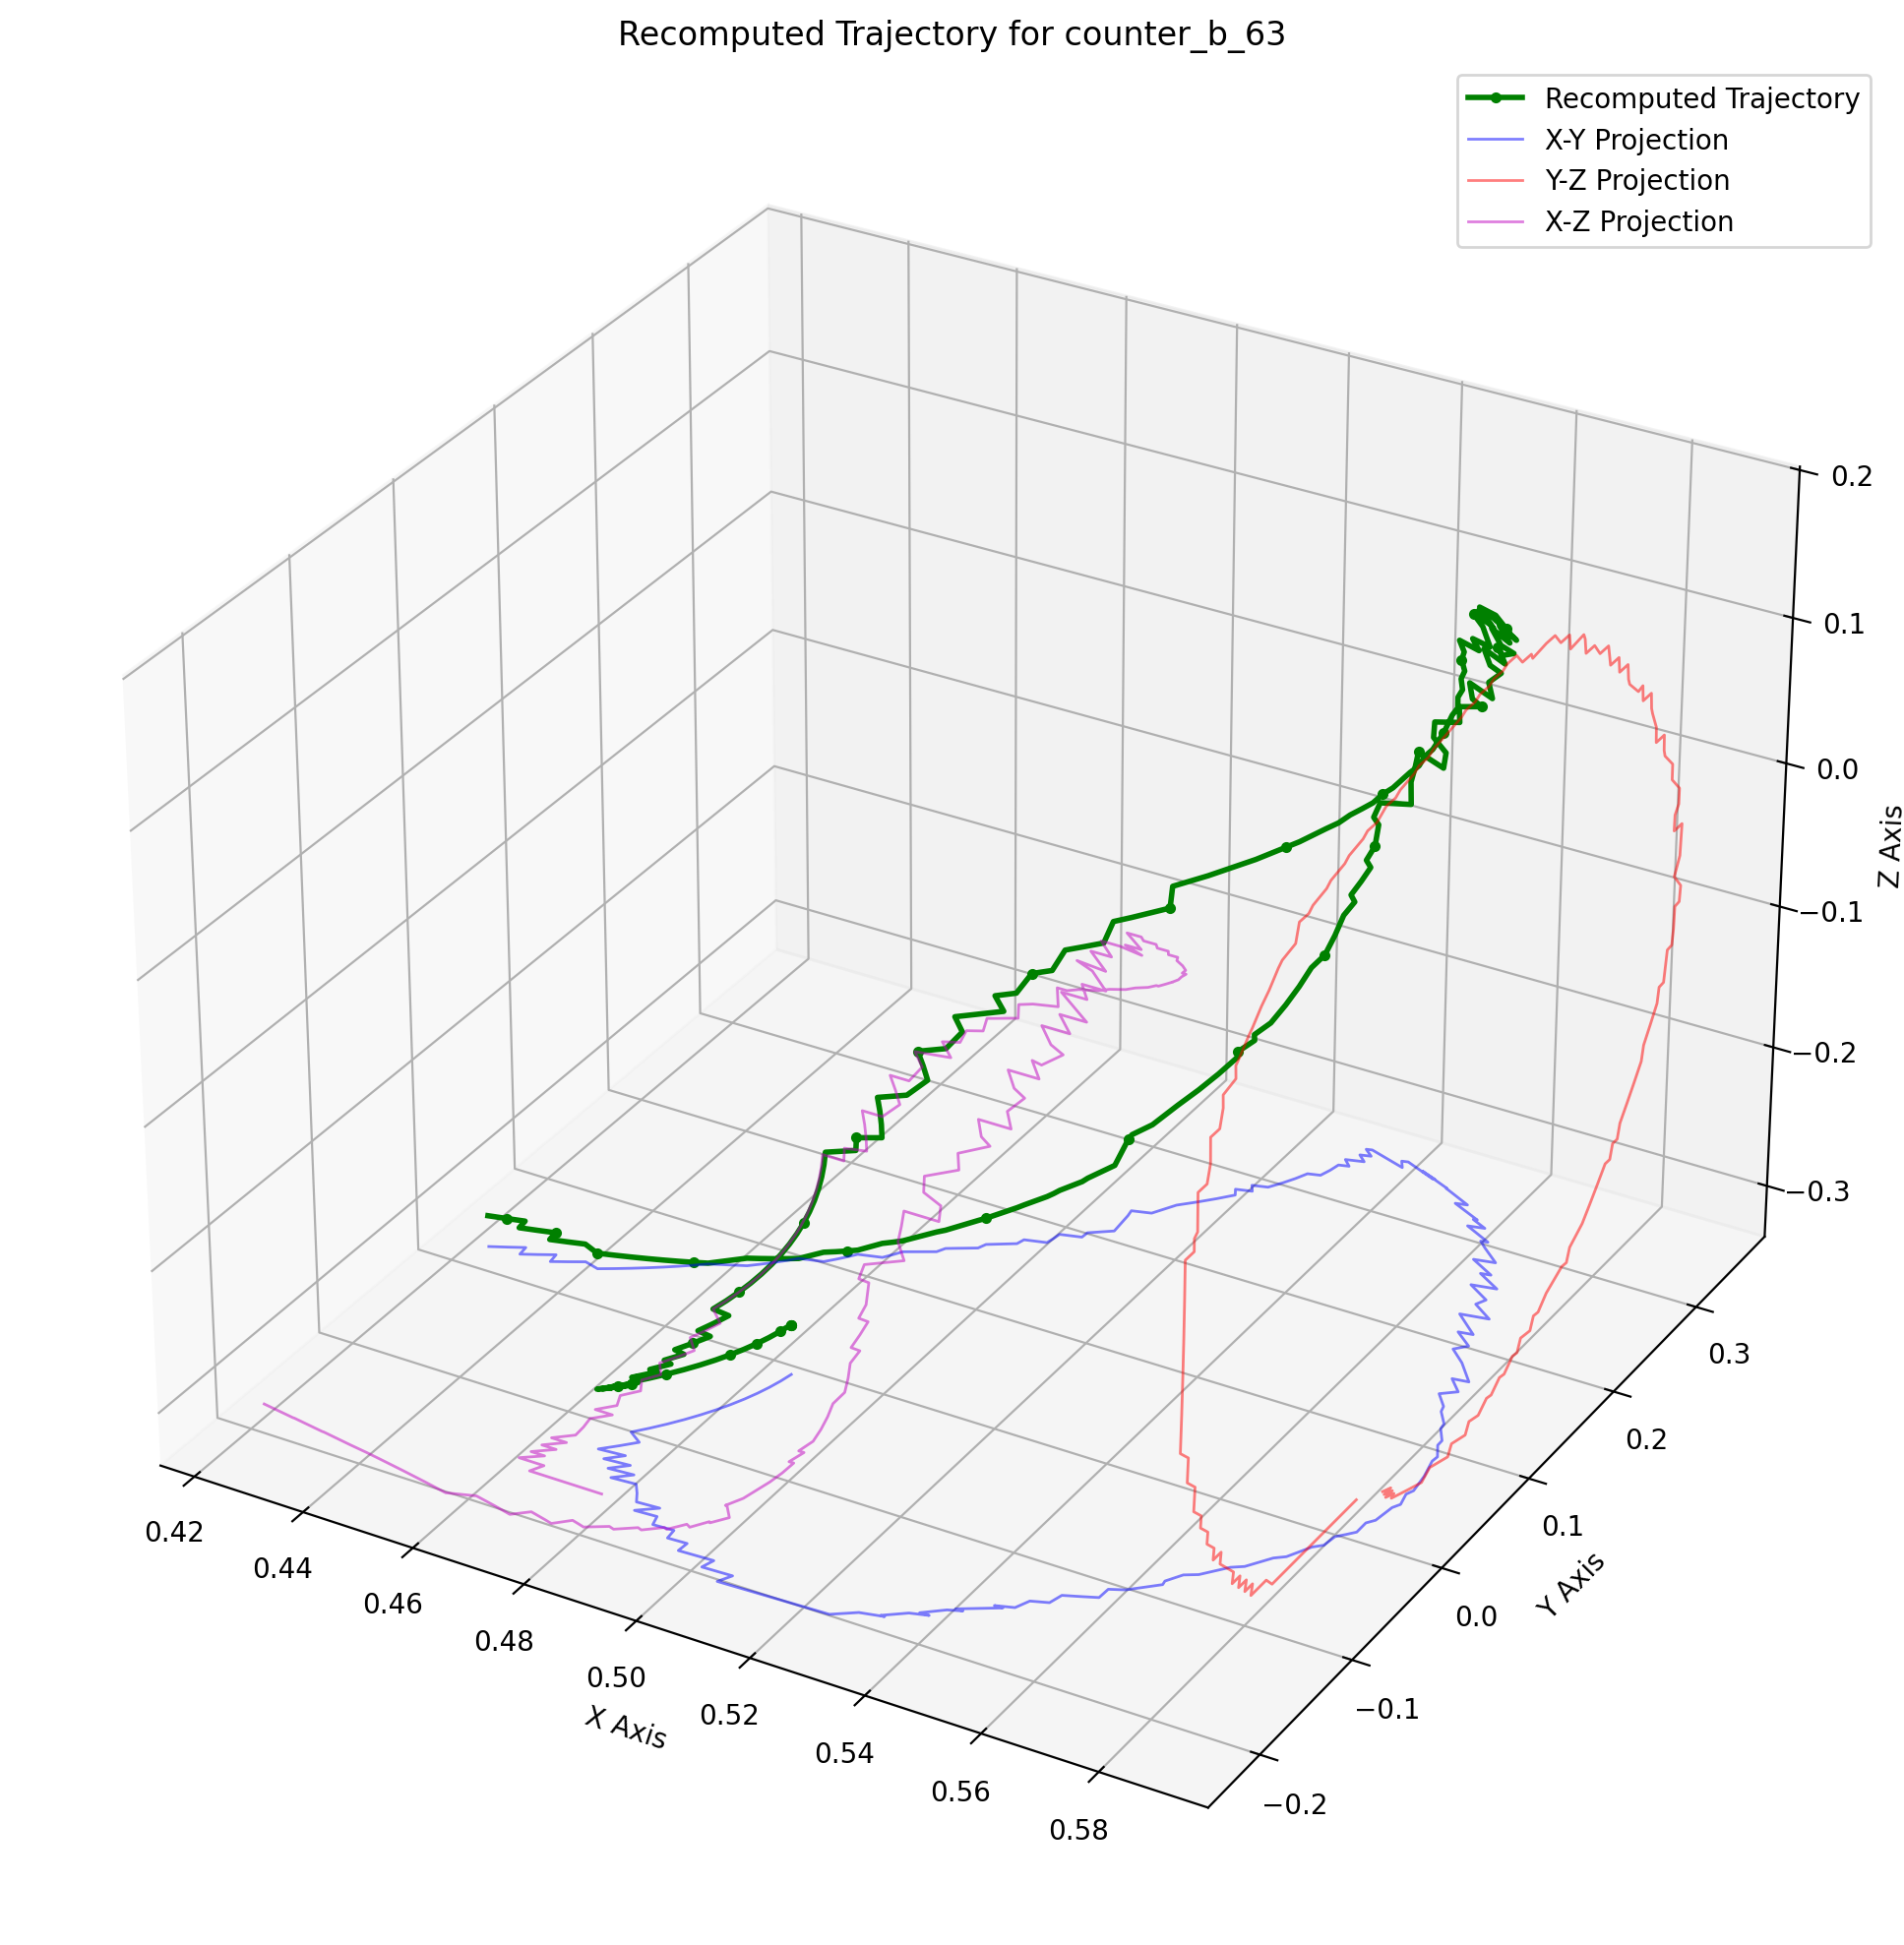 Recomputed Trajectory for counter_b_63
Recomputed Trajectory
X-Y Projection
Y-Z Projection
X-Z Projection
0.2
0.1
0.0
−0.1
−0.2
−0.3
Z Axis
0.3
0.2
0.1
0.0
−0.1
−0.2
Y Axis
0.42
0.44
0.46
0.48
0.50
0.52
0.54
0.56
0.58
X Axis